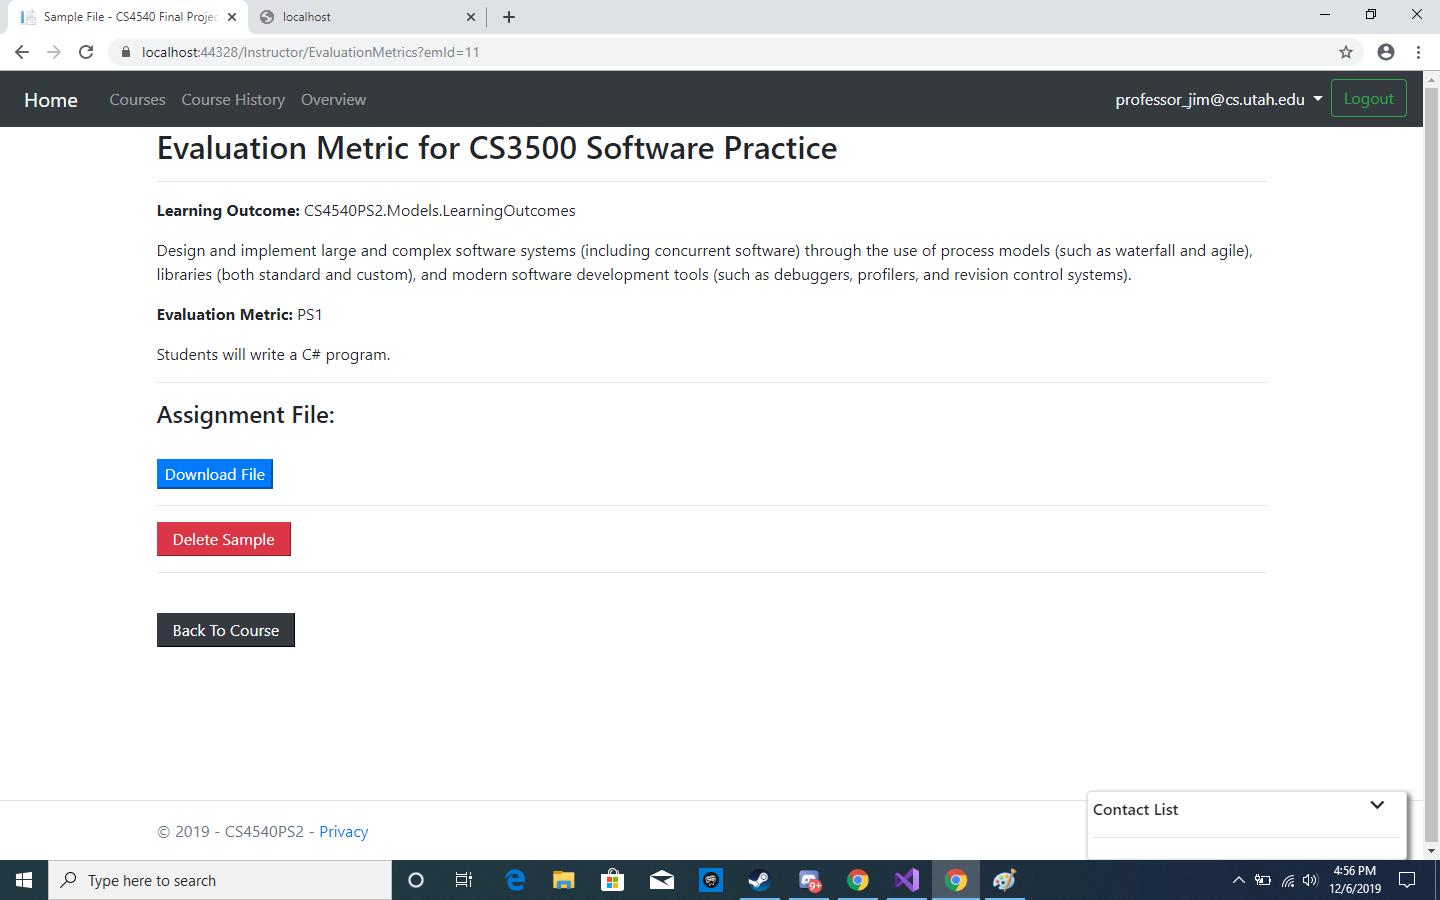 Sample File - CS4540 Final Projec
localhost
localhost:44328/Instructor/EvaluationMetrics?emId=11
Home Courses Course History Overview professor_jim@cs.utah.edu Logout
Evaluation Metric for CS3500 Software Practice
Learning Outcome: CS4540PS2.Models.LearningOutcomes
Design and implement large and complex software systems (including concurrent software) through the use of process models (such as waterfall and agile),
libraries (both standard and custom), and modern software development tools (such as debuggers, profilers, and revision control systems).
Evaluation Metric: PS1
Students will write a C# program.
Assignment File:
Download File
Delete Sample
Back To Course
Contact List
© 2019 - CS4540PS2 - Privacy
Type here to search
9+
4:56 PM
12/6/2019